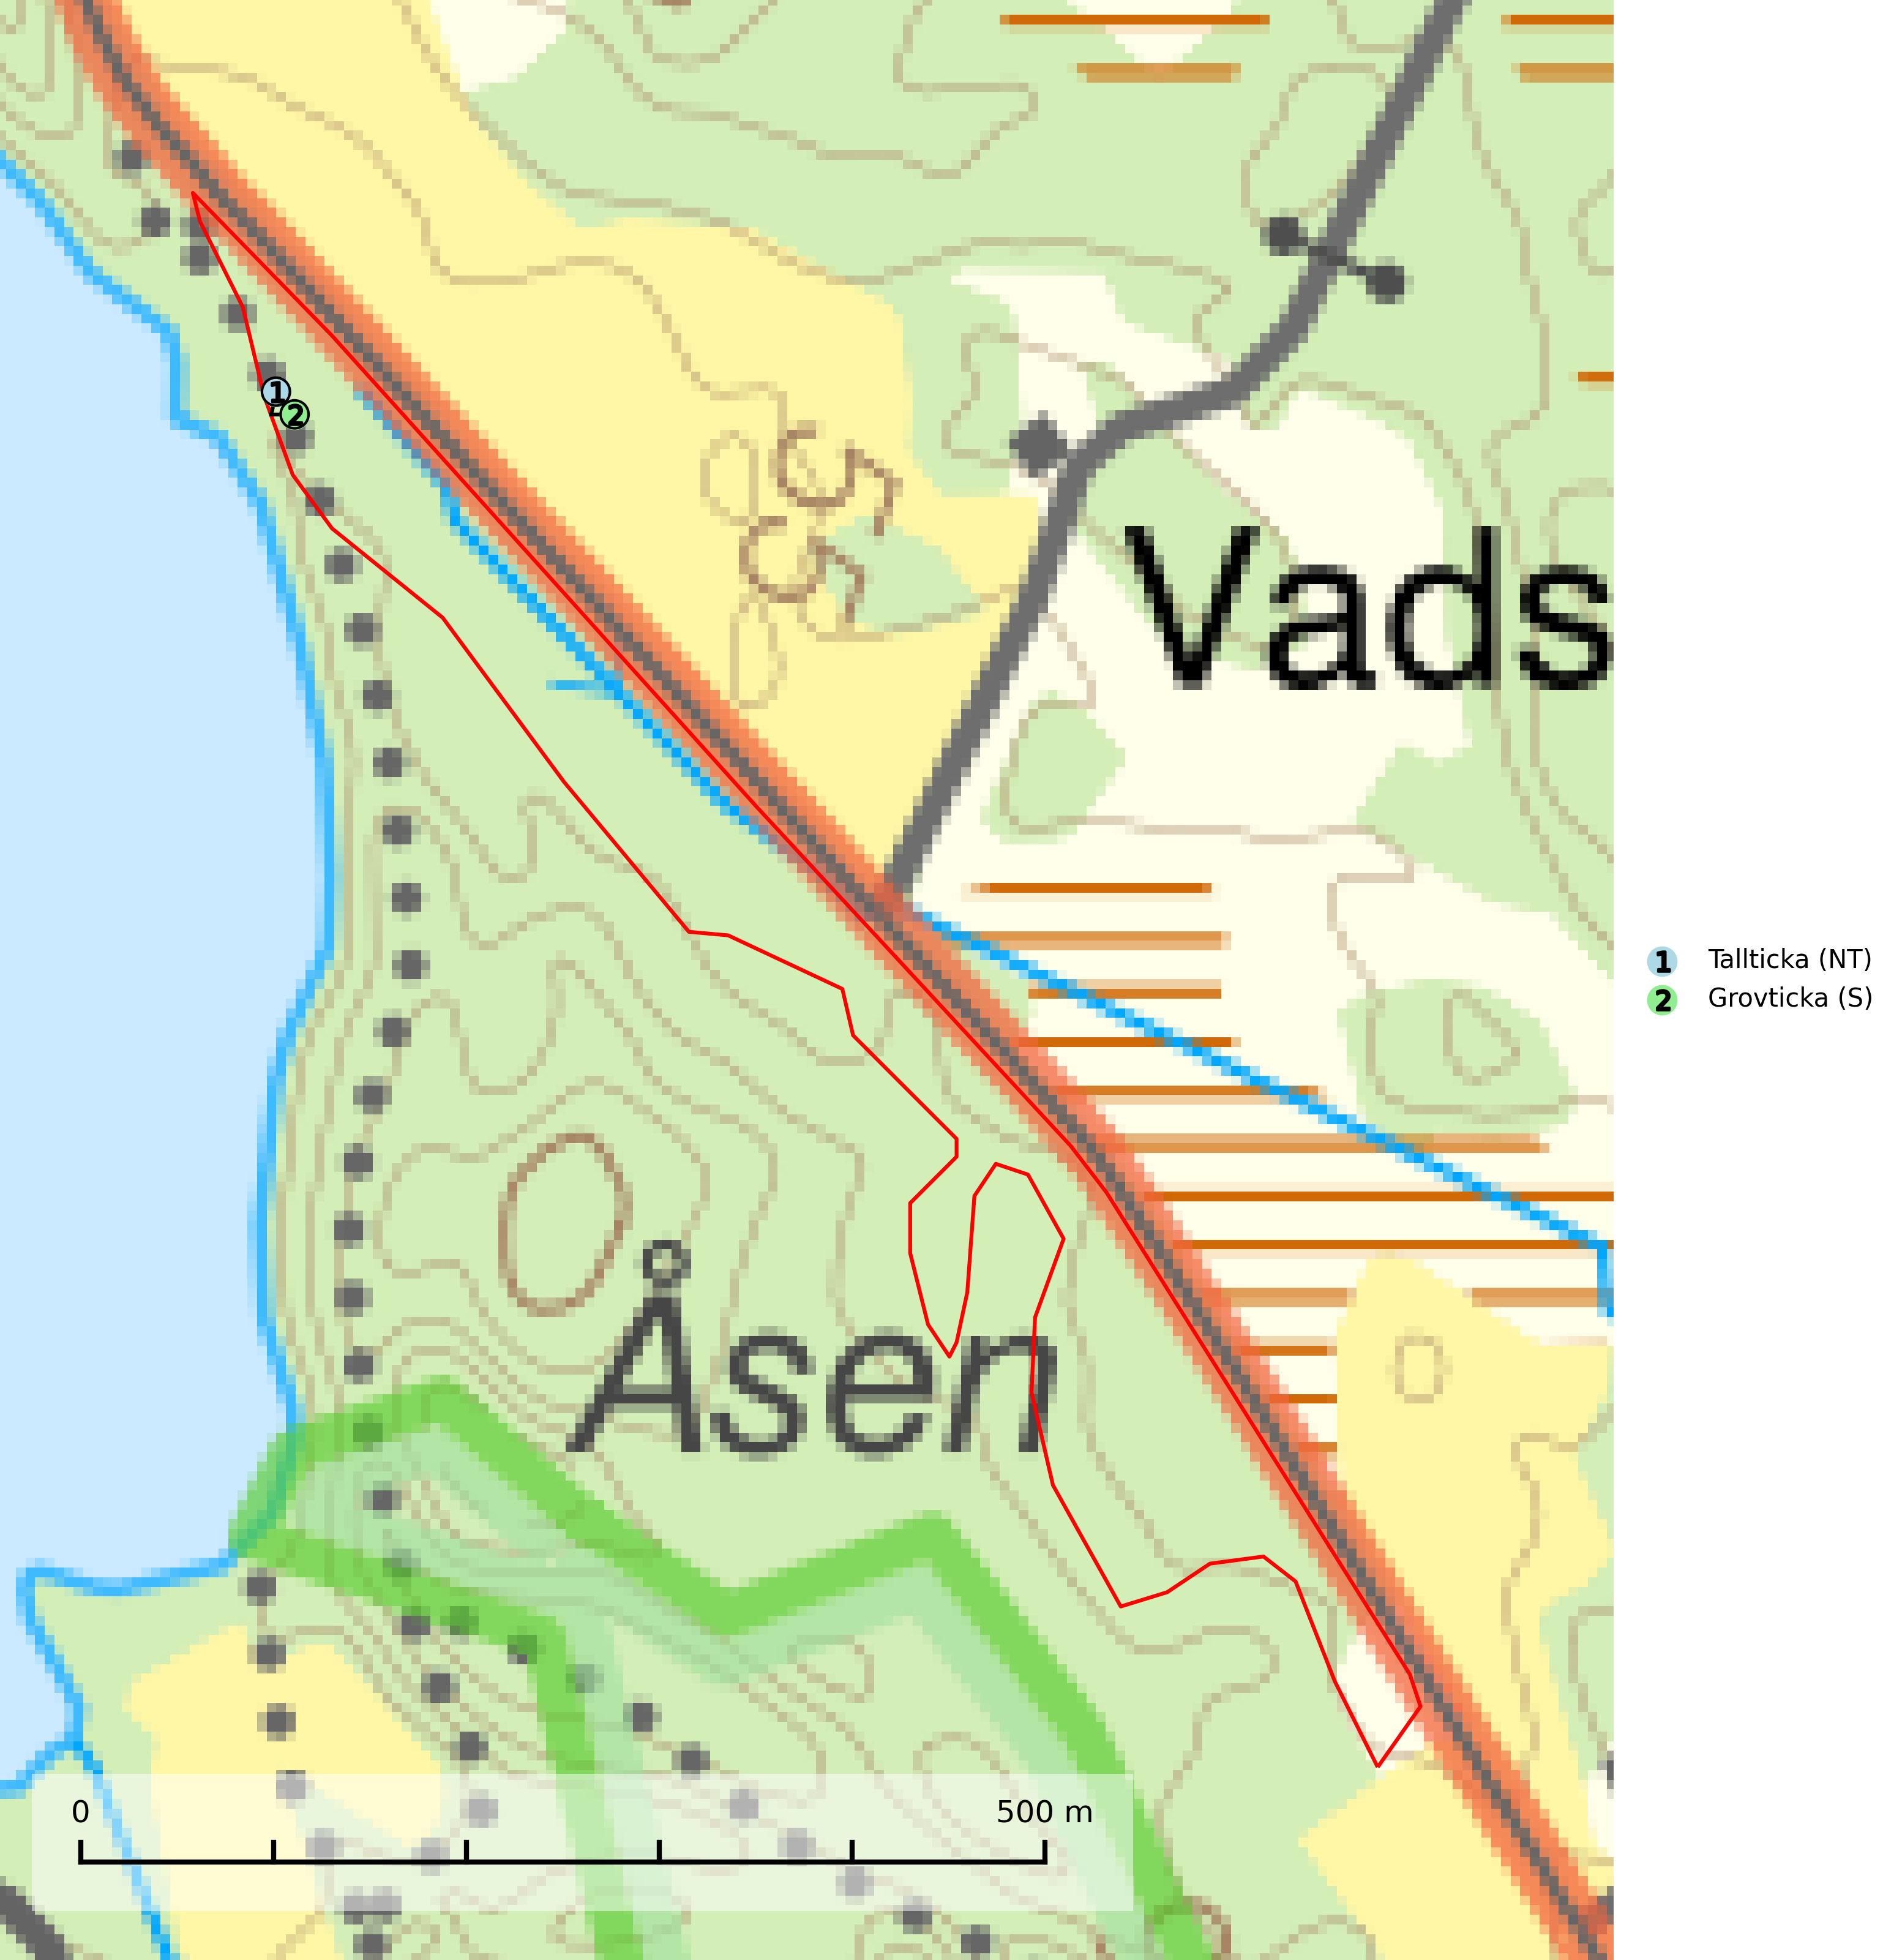 Vads
1
2
1 Tallticka (NT)
2 Grovticka (S)
Åsen
0 500 m